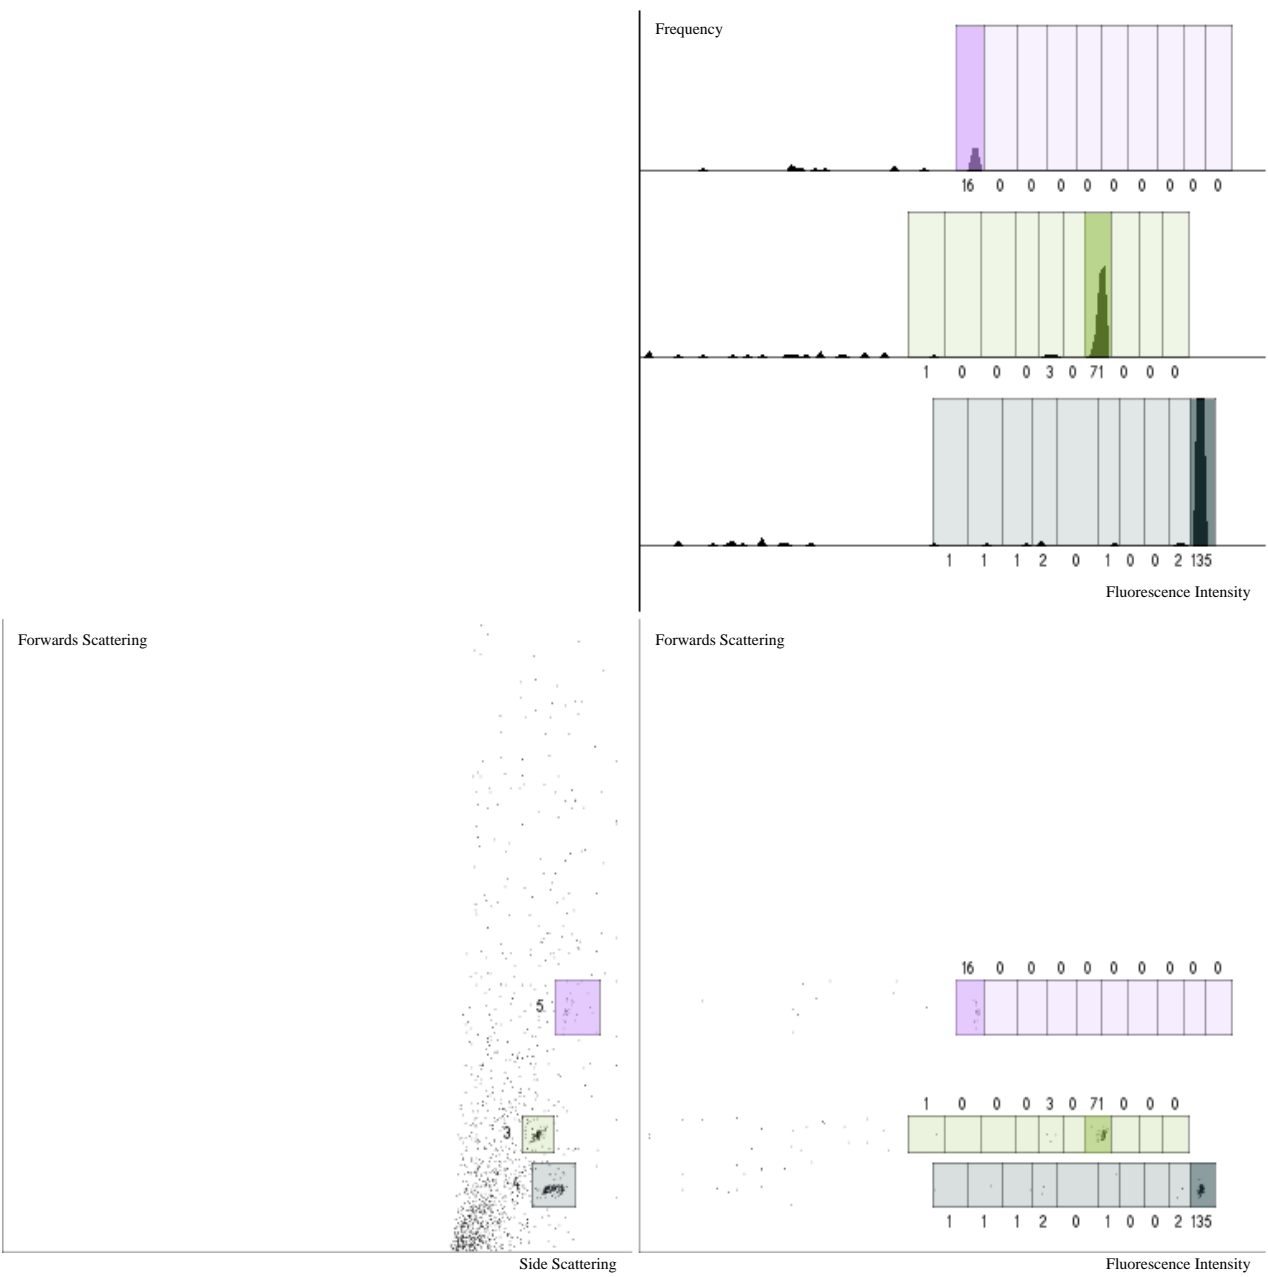 Frequency
16 0 0 0 0 0 0 0 0 0
1 0 0 0 3 0 71 0 0 0
1 1 1 2 0 1 0 0 2 135
Fluorescence Intensity
Forwards Scattering
Forwards Scattering
16 0 0 0 0 0 0 0 0 0
5
1 0 0 0 3 0 71 0 0 0
3
4
1 1 1 2 0 1 0 0 2 135
Side Scattering
Fluorescence Intensity